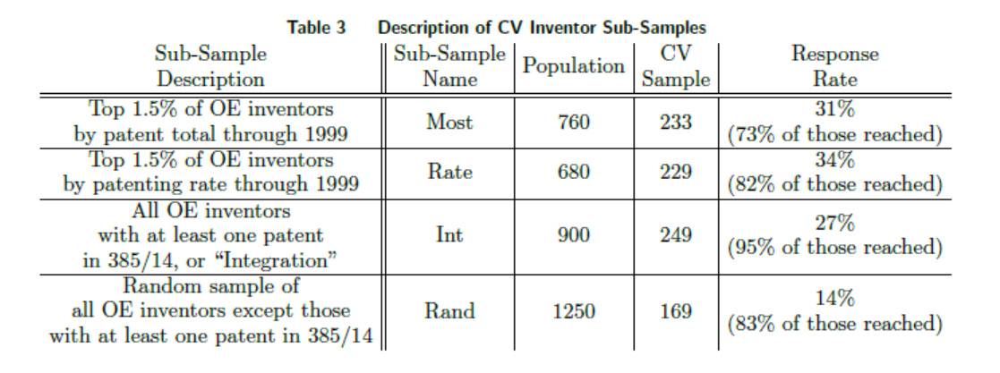 Table 3 Description of CV Inventor Sub-Samples
Sub-Sample Description | Sub-Sample Name | Population | CV Sample | Response Rate
Top 1.5% of OE inventors
by patent total through 1999 | Most | 760 | 233 | 31%
(73% of those reached)
Top 1.5% of OE inventors
by patenting rate through 1999 | Rate | 680 | 229 | 34%
(82% of those reached)
All OE inventors
with at least one patent
in 385/14, or “Integration” | Int | 900 | 249 | 27%
(95% of those reached)
Random sample of
all OE inventors except those
with at least one patent in 385/14 | Rand | 1250 | 169 | 14%
(83% of those reached)